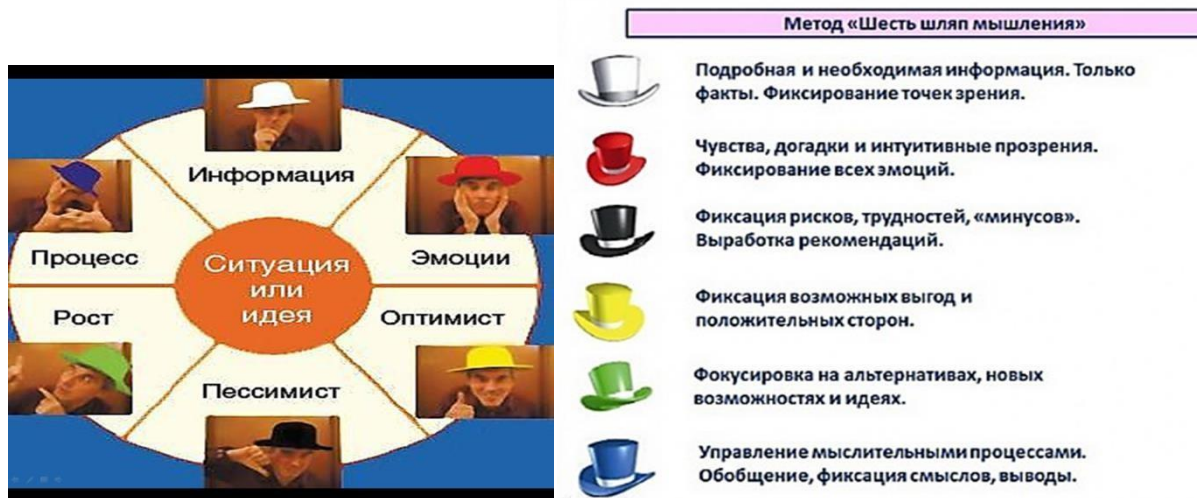 Информация
Эмоции
Оптимист
Пессимист
Рост
Процесс
Ситуация
или
идея
Метод «Шесть шляп мышления»
Подробная и необходимая информация. Только
факты. Фиксирование точек зрения.
Чувства, догадки и интуитивные прозрения.
Фиксирование всех эмоций.
Фиксация рисков, трудностей, «минусов».
Выработка рекомендаций.
Фиксация возможных выгод и
положительных сторон.
Фокусировка на альтернативах, новых
возможностях и идеях.
Управление мыслительными процессами.
Обобщение, фиксация смыслов, выводы.